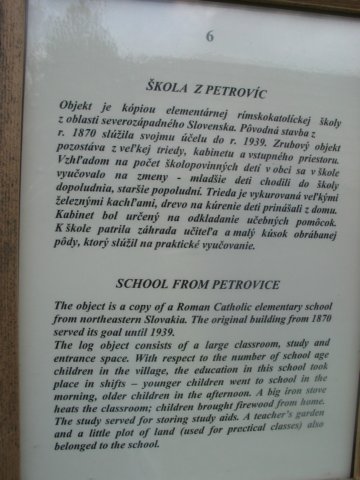 6
ŠKOLA Z PETROVÍC
Objekt je kópiou elementárnej rímskokatolíckej školy
z oblasti severozápadného Slovenska. Pôvodná stavba z
r. 1870 slúžila svojmu účelu do r. 1939. Zrubový objekt
pozostáva z veľkej triedy, kabinetu a vstupného priestoru.
Vzhľadom na počet školopovinných detí v obci sa v škole
vyučovalo na zmeny - mladšie deti chodili do školy
dopoludnia, staršie popoludní. Trieda je vykurovaná veľkými
železnými kachľami, drevo na kúrenie deti prinášali z domu.
Kabinet bol určený na odkladanie učebných pomôcok.
K škole patrila záhrada učiteľa a malý kúsok obrábanej
pôdy, ktorý slúžil na praktické vyučovanie.
SCHOOL FROM PETROVICE
The object is a copy of a Roman Catholic elementary school
from northeastern Slovakia. The original building from 1870
served its goal until 1939.
The log object consists of a large classroom, study and
entrance space. With respect to the number of school age
children in the village, the education in this school took
place in shifts – younger children went to school in the
morning, older children in the afternoon. A big iron stove
heats the classroom; children brought firewood from home.
The study served for storing study aids. A teacher's garden
and a little plot of land (used for practical classes) also
belonged to the school.